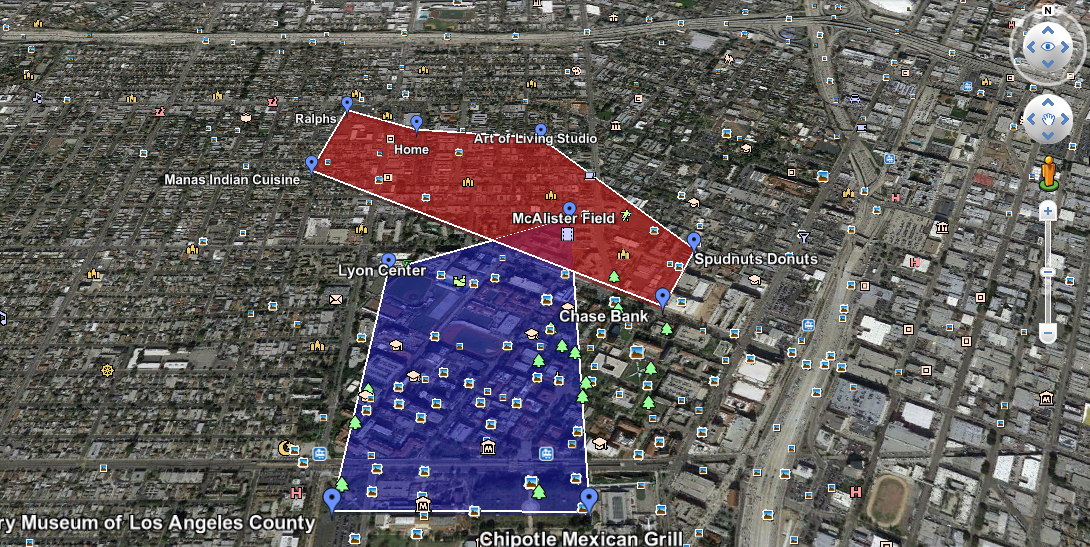 N
Ralphs
Art of Living Studio
Home
Manas Indian Cuisine
McAlister Field
Spudnuts Donuts
Lyon Center
Chase Bank
ry Museum of Los Angeles County
Chipotle Mexican Grill